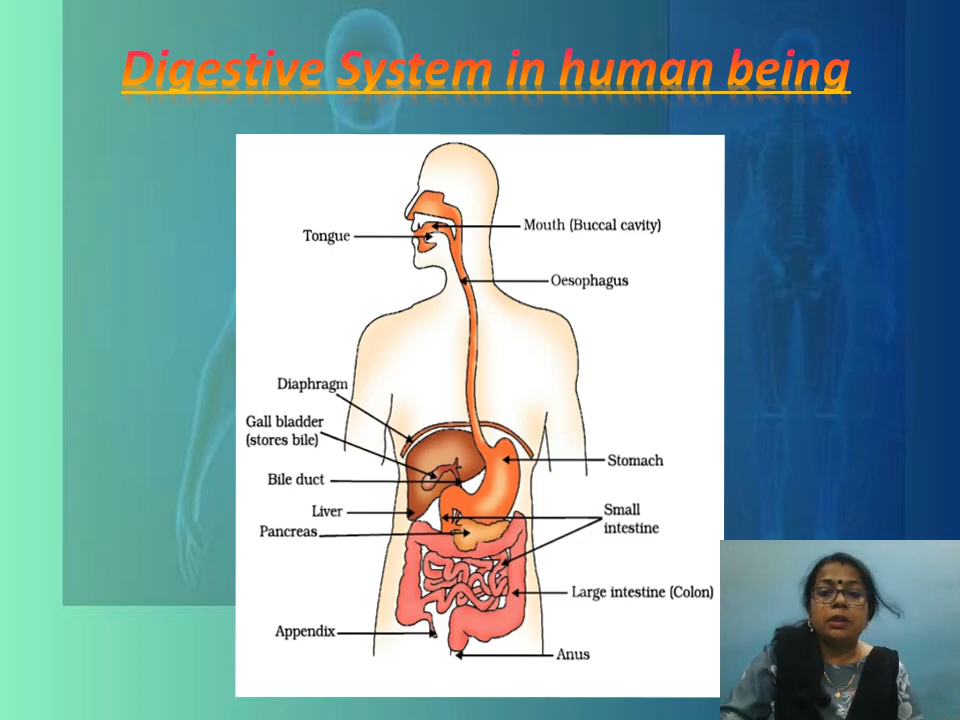 Digestive System in human being
Mouth (Buccal cavity)
Tongue
Oesophagus
Diaphragm
Gall bladder
(stores bile)
Stomach
Bile duct
Liver
Small
intestine
Pancreas
Large intestine (Colon)
Appendix
Anus